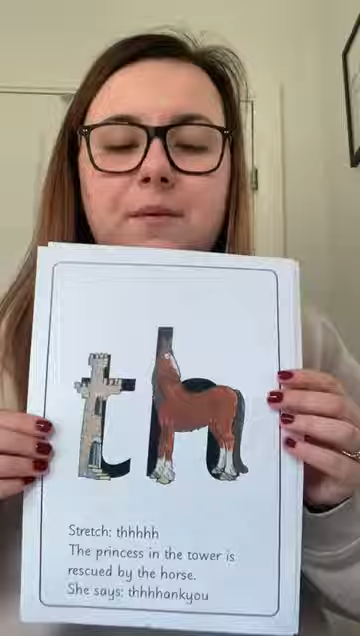 th
Stretch: thhhhh
The princess in the tower is
rescued by the horse.
She says: thhhhankyou